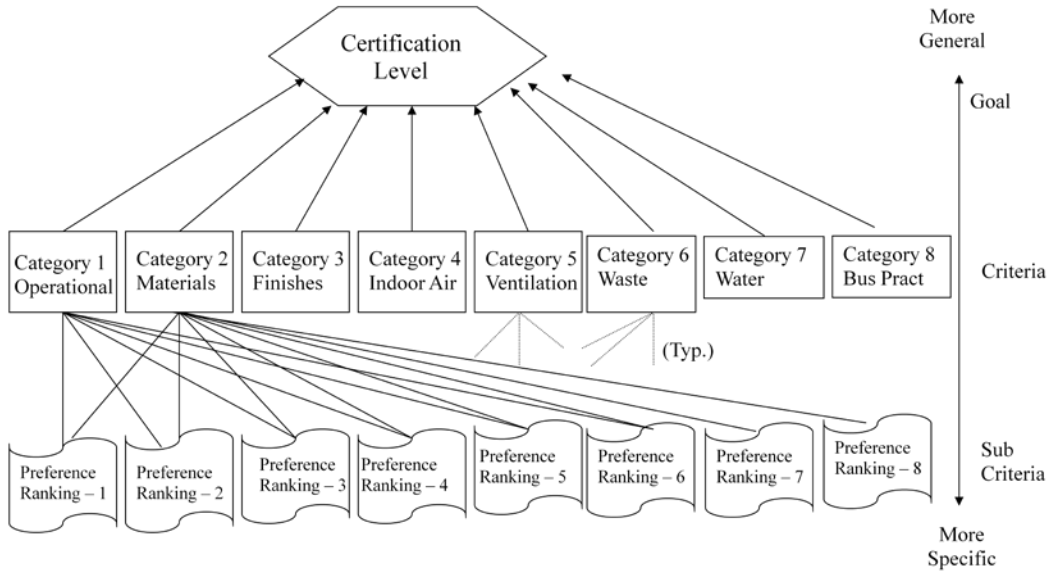 Certification
Level
More
General
Goal
Category 1
Operational
Category 2
Materials
Category 3
Finishes
Category 4
Indoor Air
Category 5
Ventilation
Category 6
Waste
Category 7
Water
Category 8
Bus Pract
Criteria
(Typ.)
Preference
Ranking – 1
Preference
Ranking – 2
Preference
Ranking – 3
Preference
Ranking – 4
Preference
Ranking – 5
Preference
Ranking – 6
Preference
Ranking – 7
Preference
Ranking – 8
Sub
Criteria
More
Specific